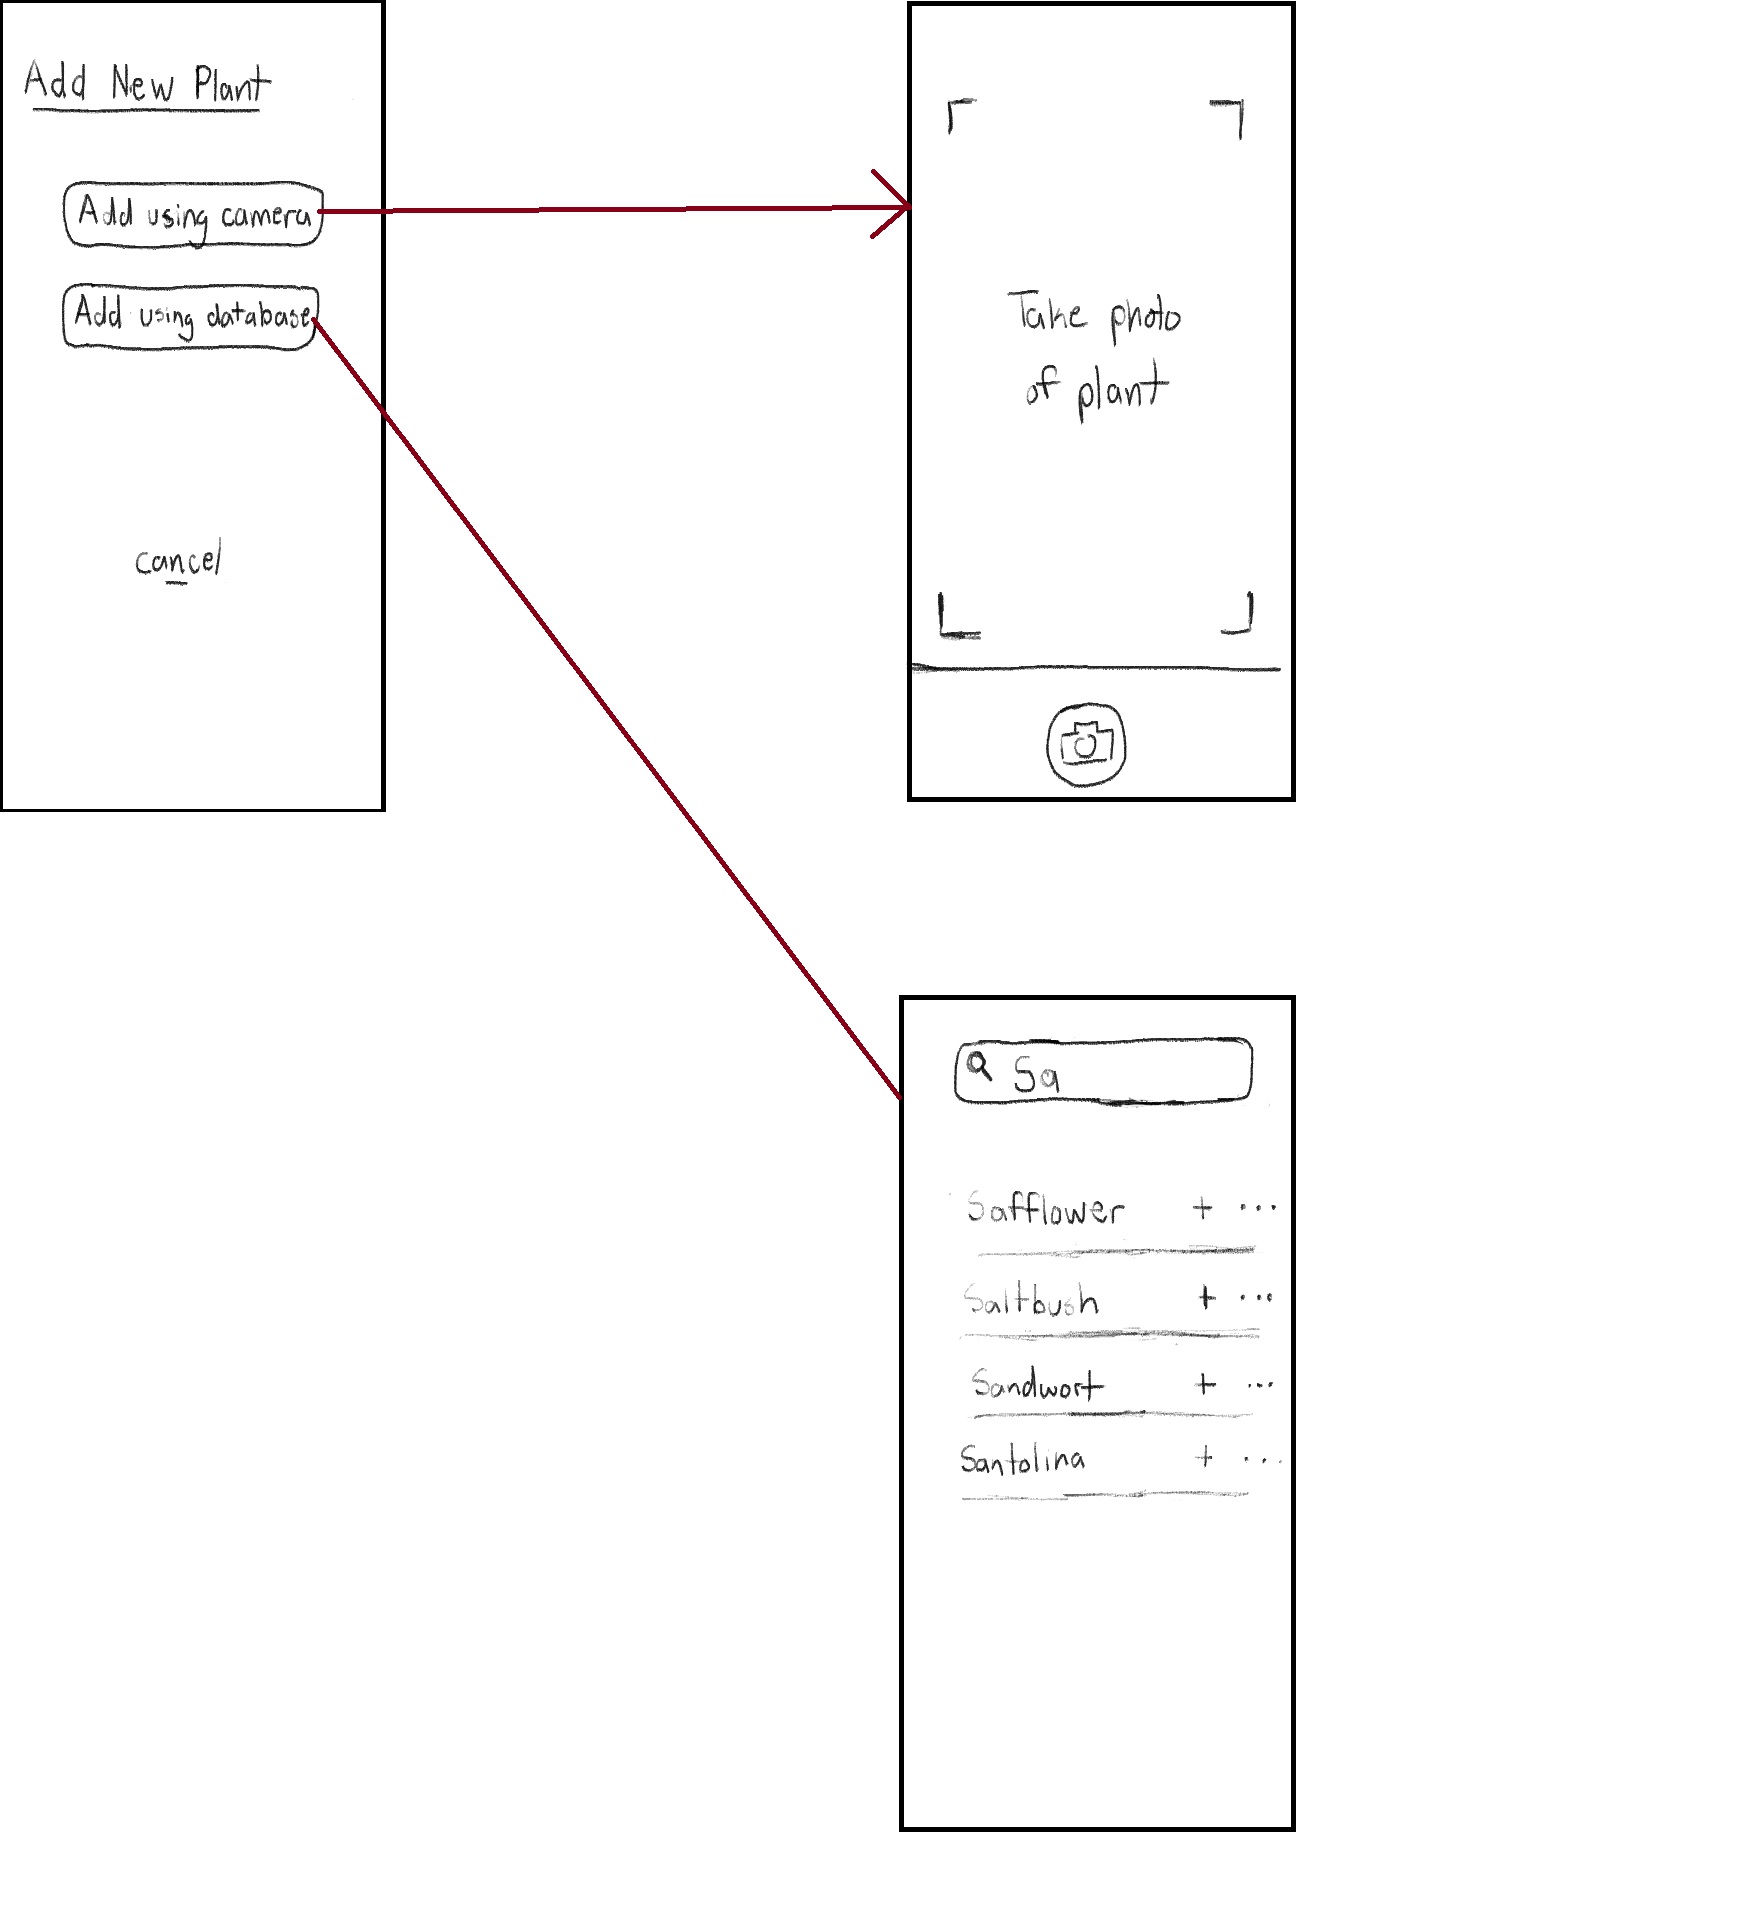 Add New Plant
Add using camera
Add using database
cancel
Take photo
of plant
Sa
Safflower + ...
Saltbush + ...
Sandwort + ...
Santolina + ...